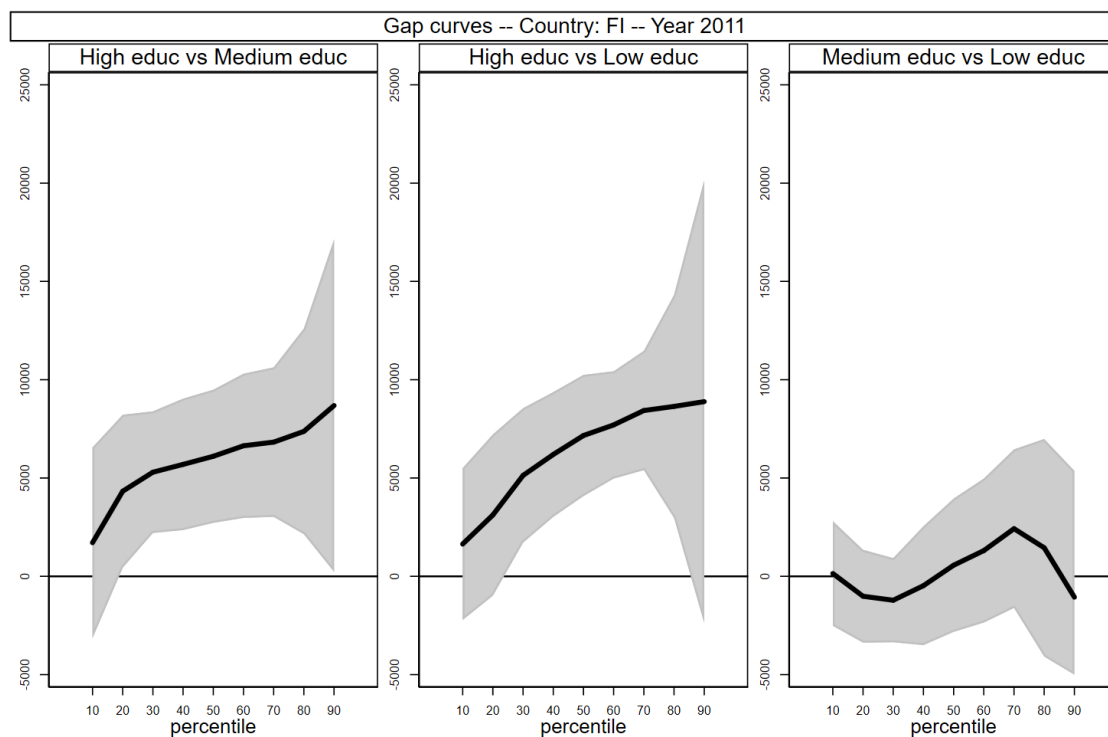 Gap curves -- Country: FI -- Year 2011
High educ vs Medium educ
25000
20000
15000
10000
5000
0
-5000
10 20 30 40 50 60 70 80 90
percentile
High educ vs Low educ
25000
20000
15000
10000
5000
0
-5000
10 20 30 40 50 60 70 80 90
percentile
Medium educ vs Low educ
25000
20000
15000
10000
5000
0
-5000
10 20 30 40 50 60 70 80 90
percentile